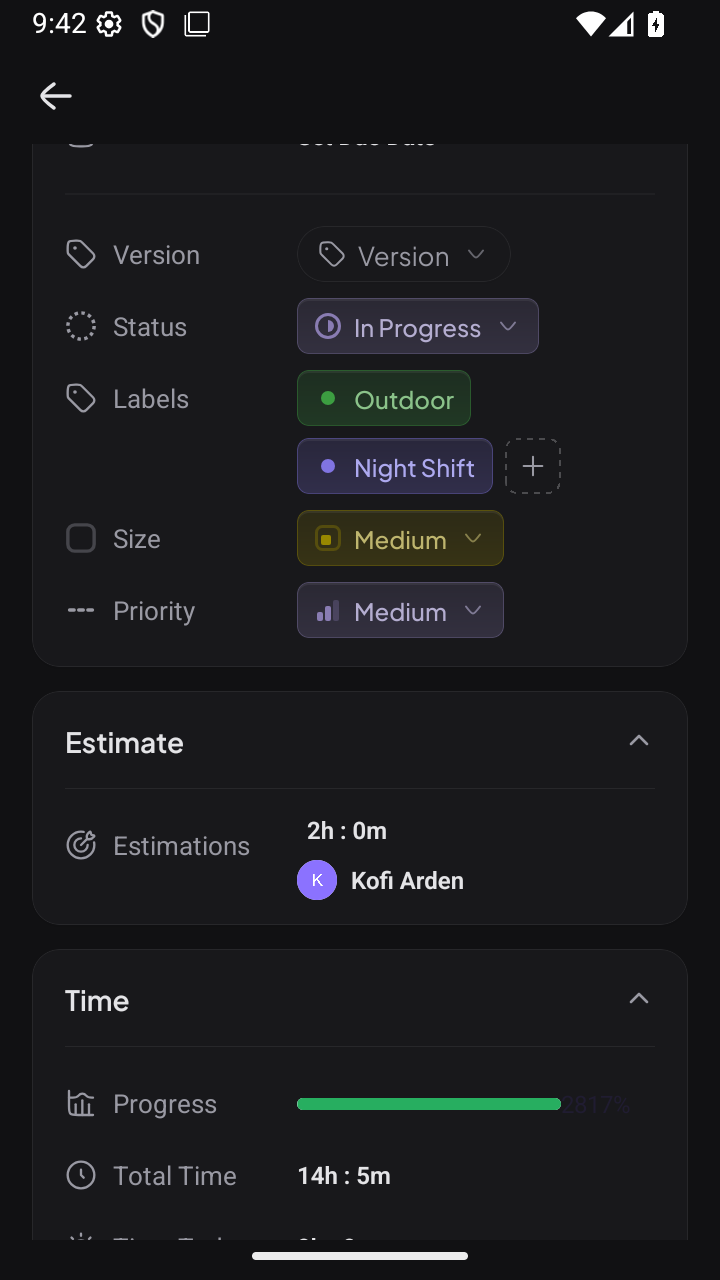 9:42
Version Version
Status In Progress
Labels Outdoor
Night Shift
Size Medium
Priority Medium
Estimate
2h : 0m
Estimations
K Kofi Arden
Time
Progress 2817%
Total Time 14h : 5m